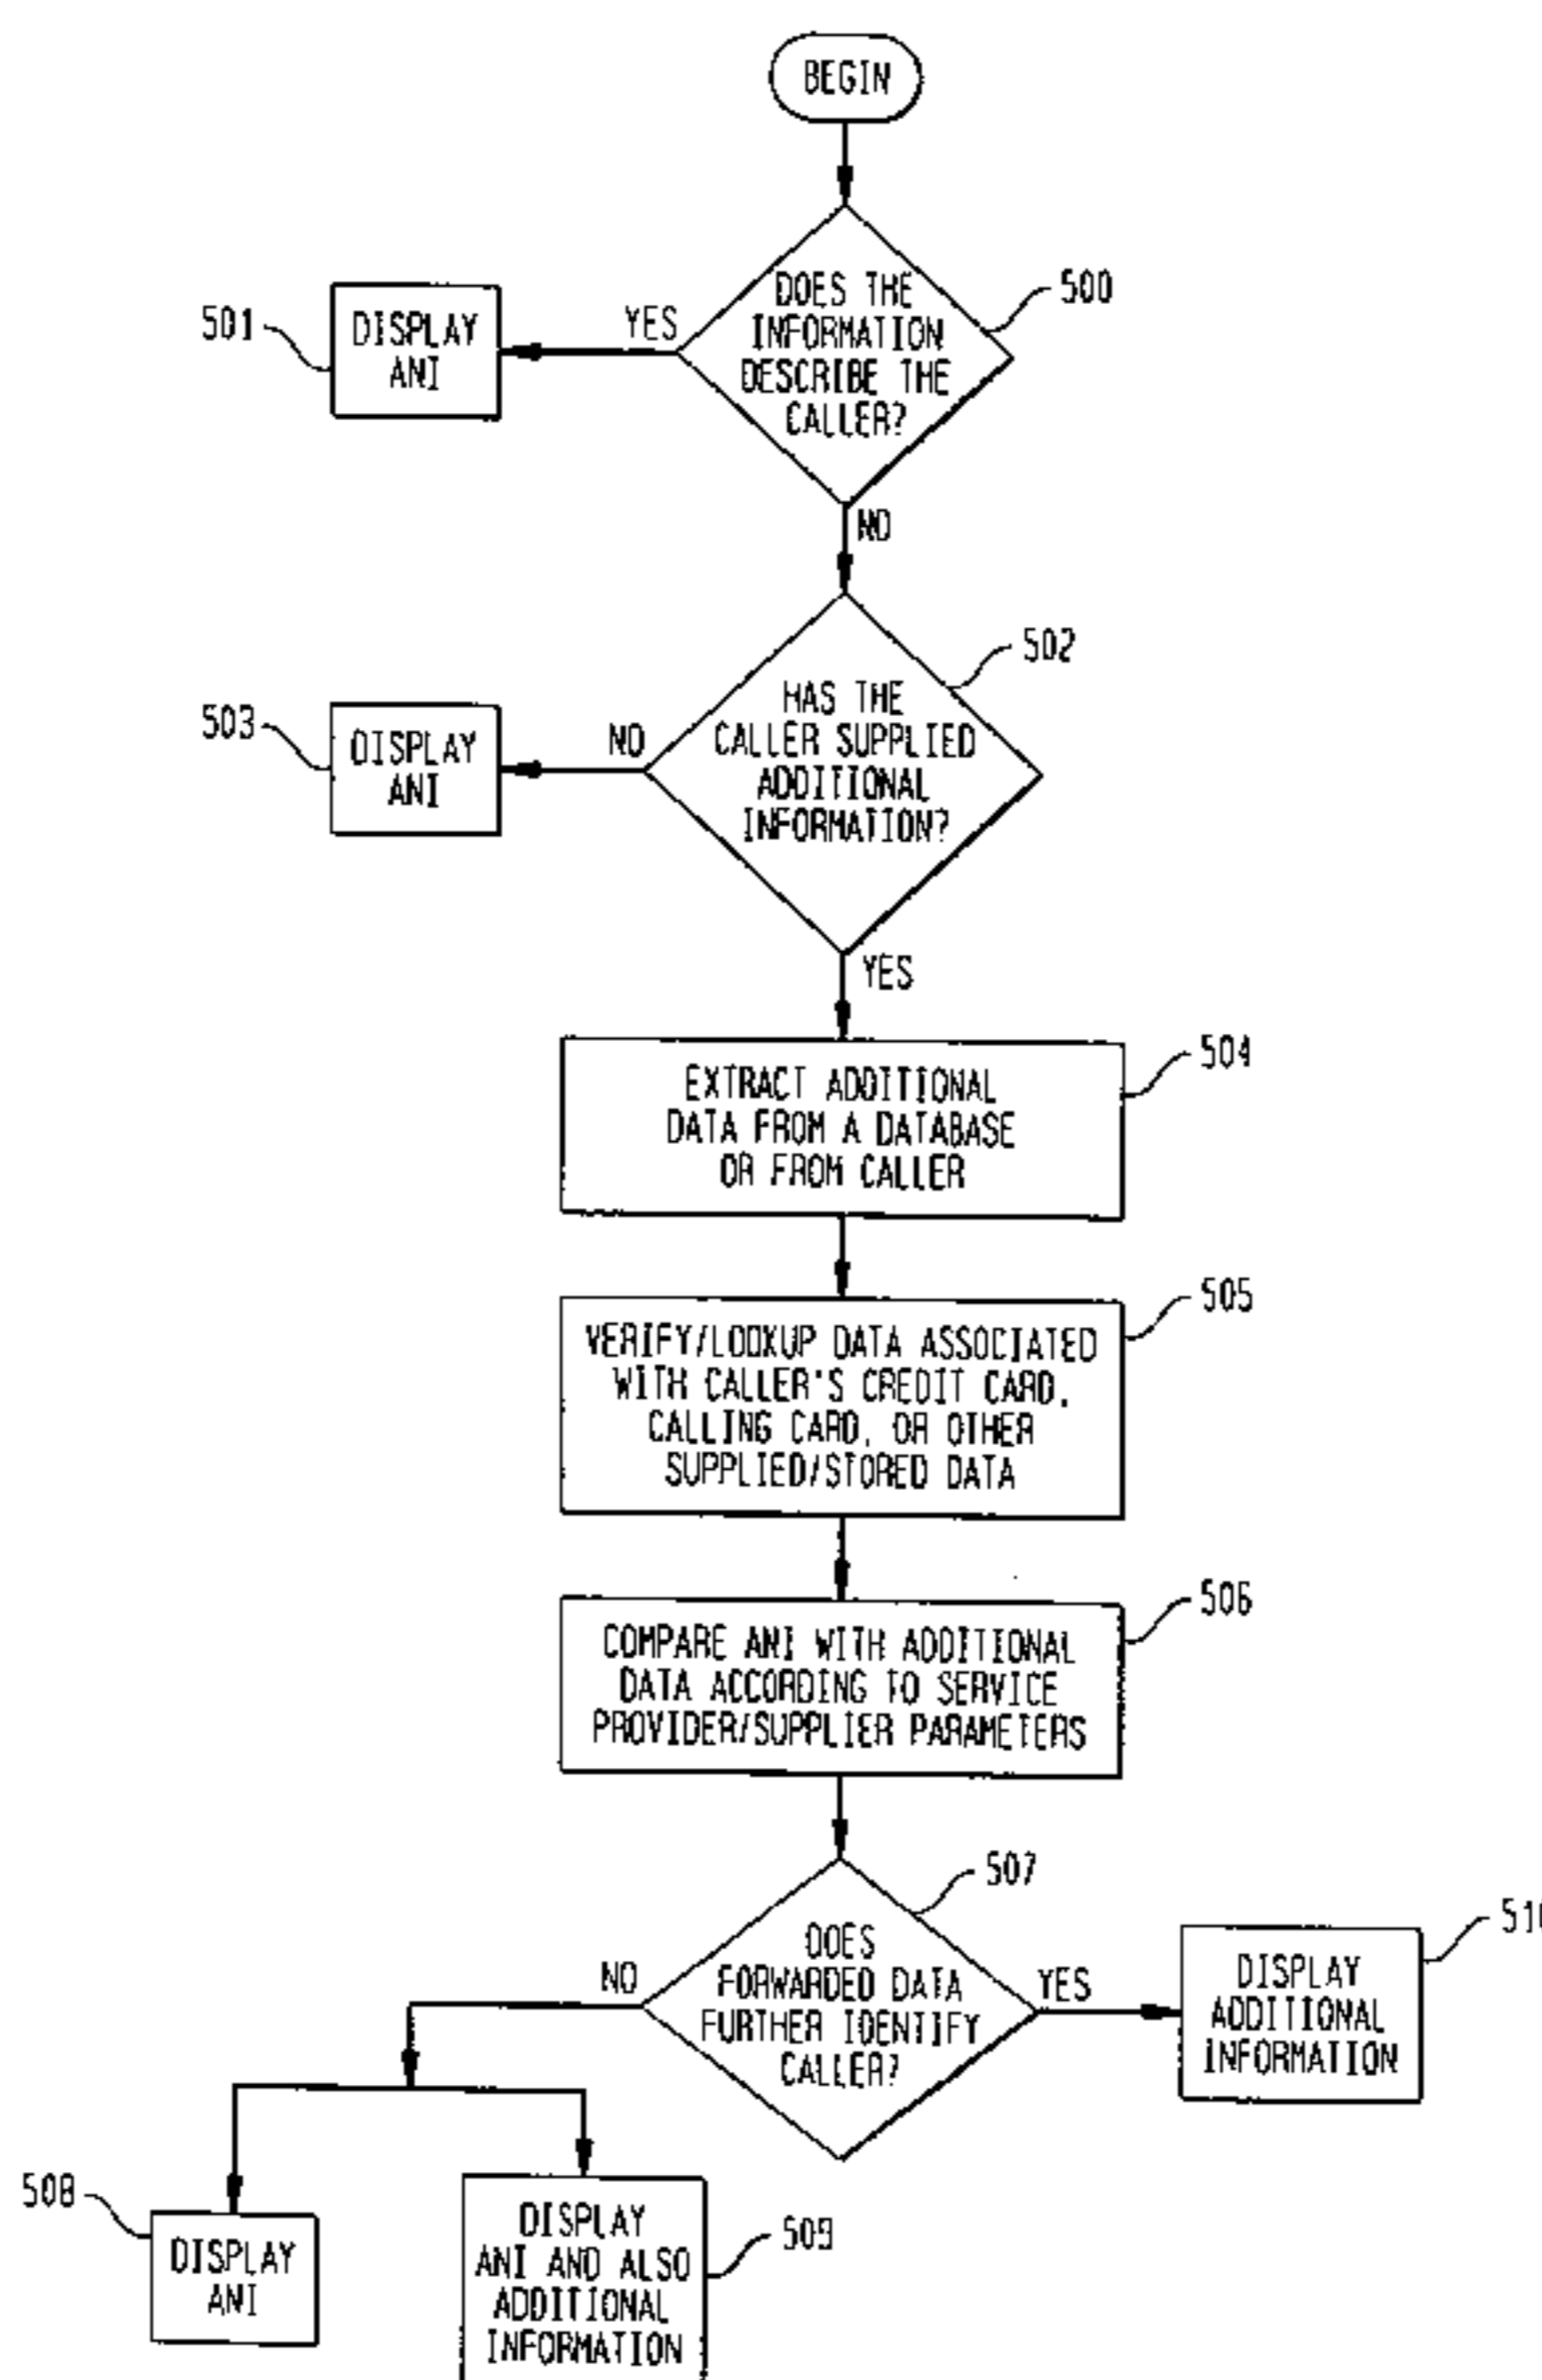 BEGIN
DOES THE
INFORMATION
DESCRIBE THE
CALLER?
500
YES
501
DISPLAY
ANI
NO
HAS THE
CALLER SUPPLIED
ADDITIONAL
INFORMATION?
502
NO
503
DISPLAY
ANI
YES
EXTRACT ADDITIONAL
DATA FROM A DATABASE
OR FROM CALLER
504
VERIFY/LOOKUP DATA ASSOCIATED
WITH CALLER'S CREDIT CARD,
CALLING CARD, OR OTHER
SUPPLIED/STORED DATA
505
COMPARE ANI WITH ADDITIONAL
DATA ACCORDING TO SERVICE
PROVIDER/SUPPLIER PARAMETERS
506
DOES
FORWARDED DATA
FURTHER IDENTIFY
CALLER?
507
NO
YES
DISPLAY
ADDITIONAL
INFORMATION
508
DISPLAY
ANI
DISPLAY
ANI AND ALSO
ADDITIONAL
INFORMATION
509